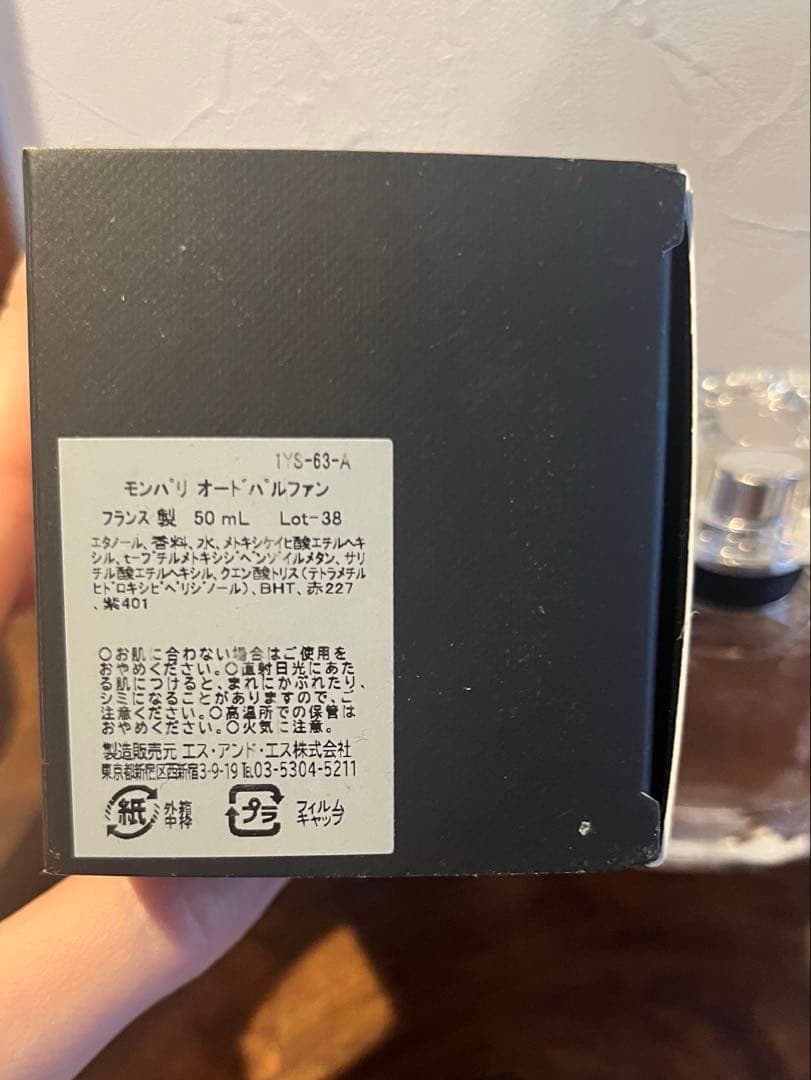 1YS-63-A
モンパリ オードパルファン
フランス製 50mL Lot-38
エタノール、香料、水、メトキシケイヒ酸エチルヘキ
シル、t-ブチルメトキシジベンゾイルメタン、サリ
チル酸エチルヘキシル、クエン酸トリス(テトラメチル
ヒドロキシピペリジノール)、BHT、赤227
、紫401
○お肌に合わない場合はご使用を
おやめください。○直射日光にあた
る肌につけると、まれにかぶれたり、
シミになることがありますので、ご
注意ください。○高温所での保管は
おやめください。○火気に注意。
製造販売元 エス・アンド・エス株式会社
東京都新宿区西新宿3-9-19 TEL03-5304-5211
紙 外箱 中枠
プラ フィルム キャップ